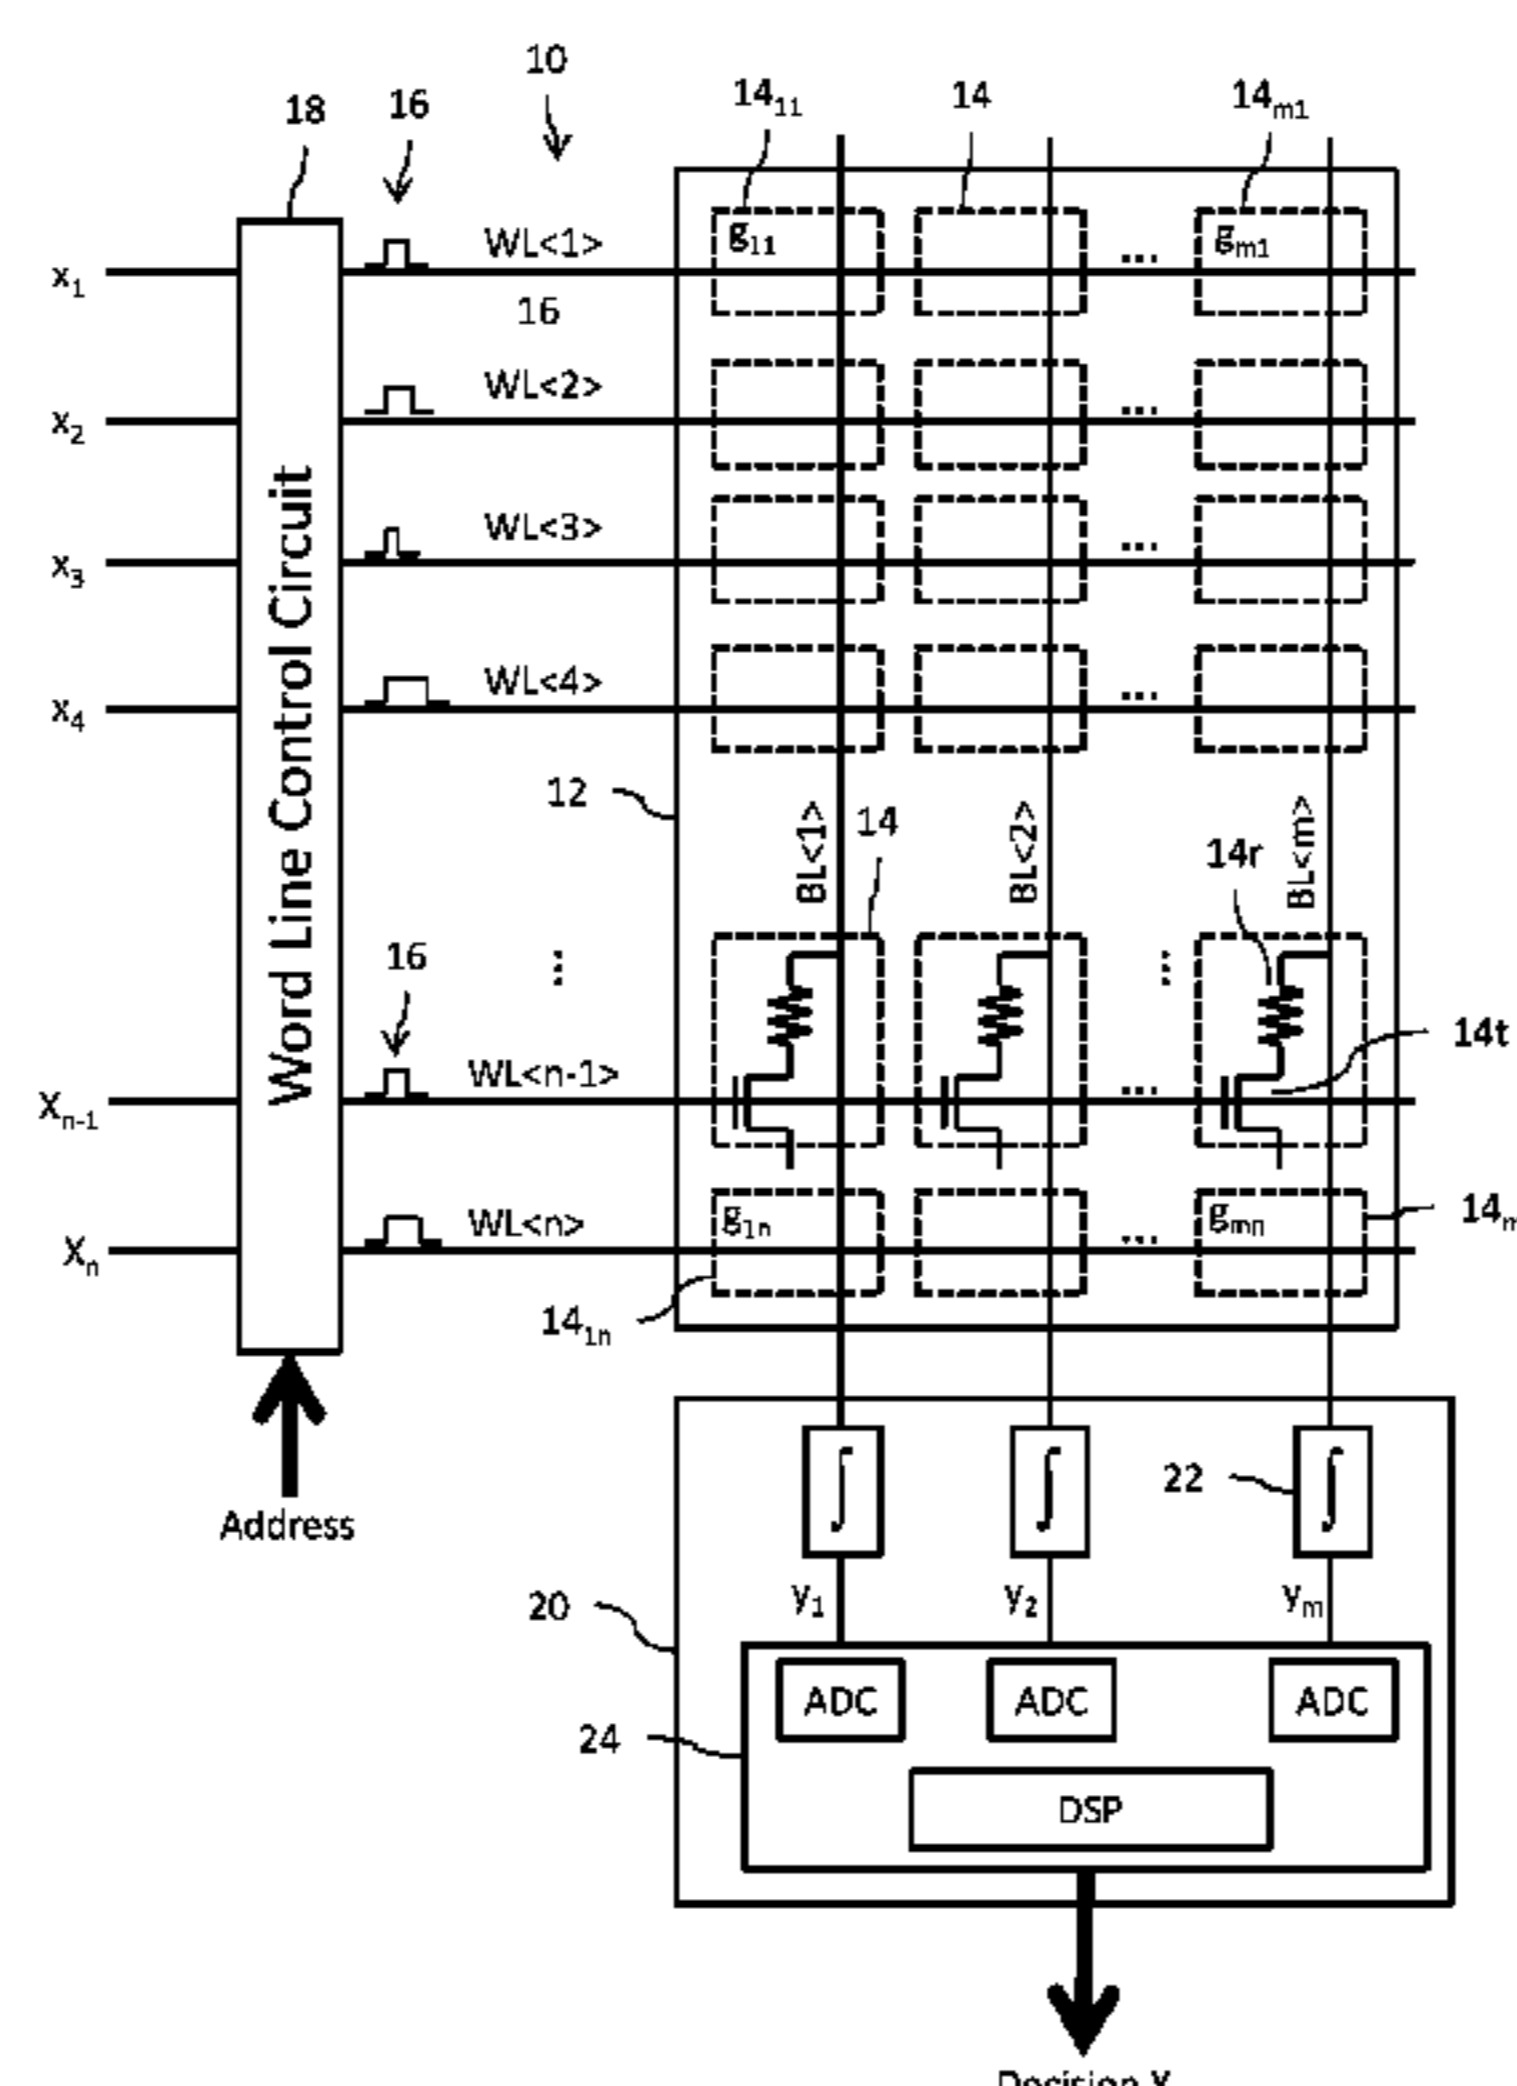 10
18
16
14₁₁
14
14ₘ₁
x₁
WL<1>
g₁₁
...
gₘ₁
16
x₂
WL<2>
...
x₃
WL<3>
...
x₄
WL<4>
...
Word Line Control Circuit
12
BL<1>
14
BL<2>
14r
BL<m>
16
...
...
14t
Xₙ₋₁
WL<n-1>
...
Xₙ
WL<n>
g₁ₙ
...
gₘₙ
14ₘ
14₁ₙ
Address
∫
∫
22
∫
20
y₁
y₂
yₘ
ADC
ADC
ADC
24
DSP
Decision Y